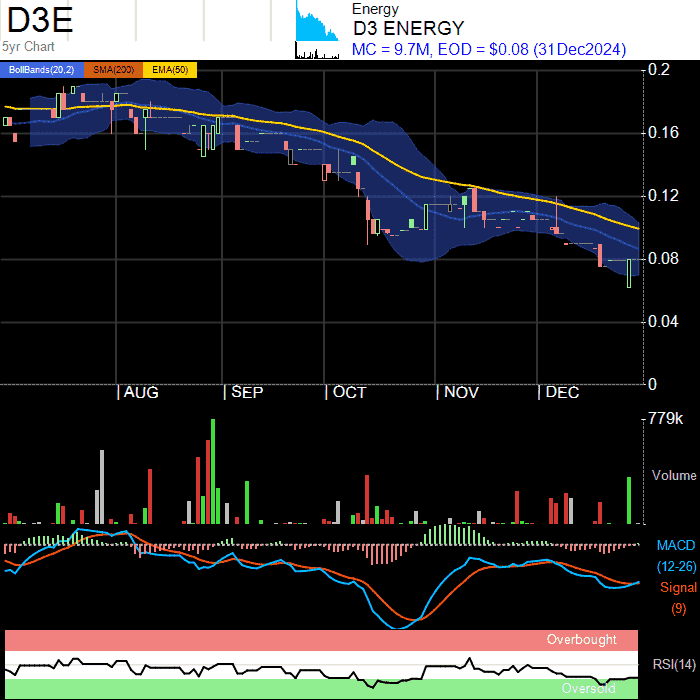 D3E
5yr Chart
Energy
D3 ENERGY
MC = 9.7M, EOD = $0.08 (31Dec2024)
BollBands(20,2) SMA(200) EMA(50)
0.2
0.16
0.12
0.08
0.04
0
AUG SEP OCT NOV DEC
779k
Volume
MACD
(12-26)
Signal
(9)
Overbought
RSI(14)
Oversold